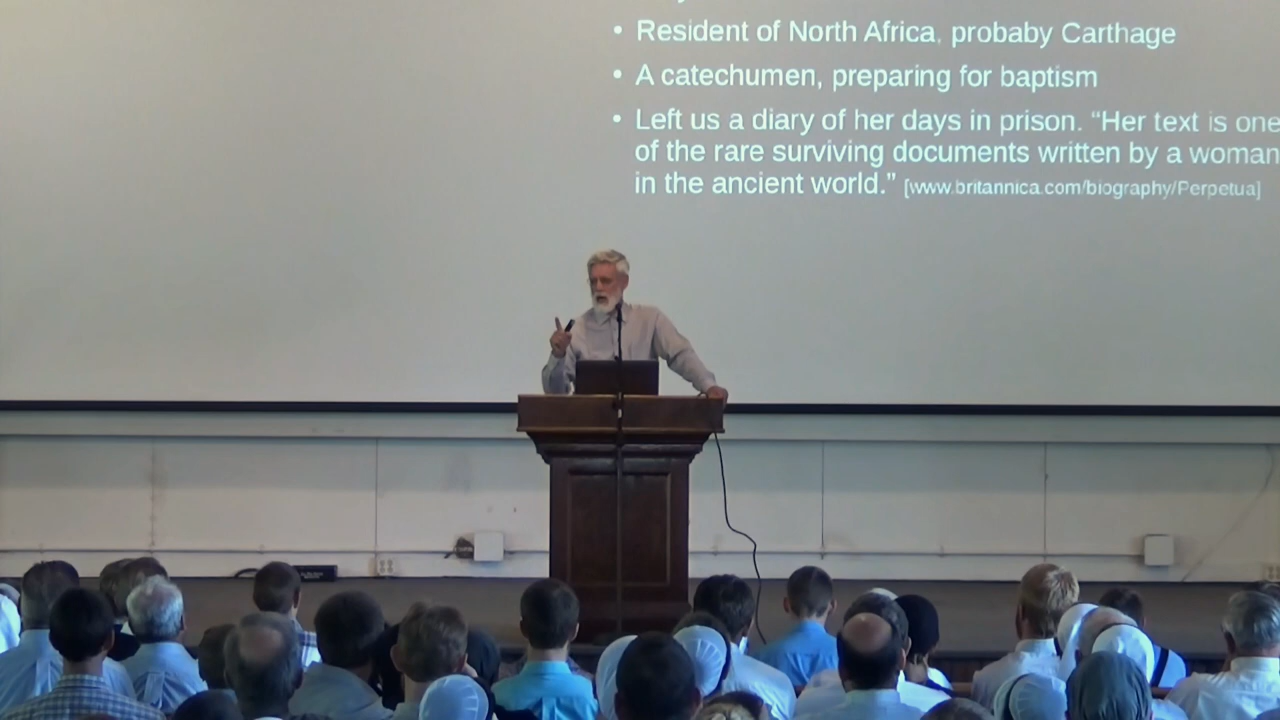 • Resident of North Africa, probaby Carthage
• A catechumen, preparing for baptism
• Left us a diary of her days in prison. “Her text is one
of the rare surviving documents written by a woman
in the ancient world.” [www.britannica.com/biography/Perpetua]